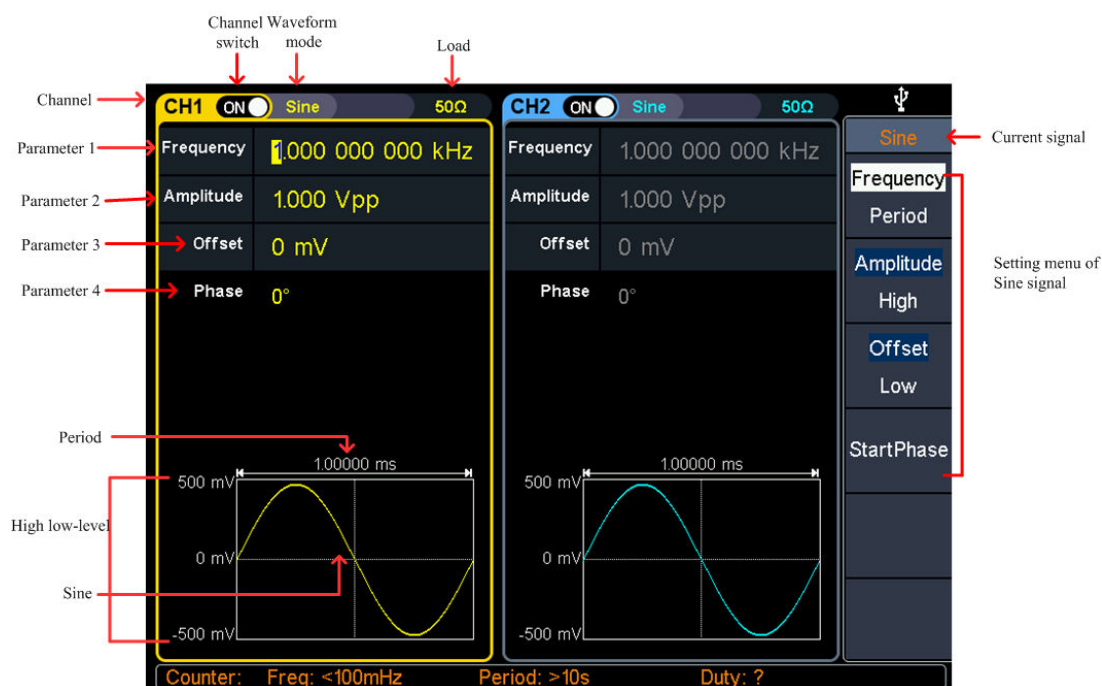 Channel Waveform
switch mode
Load
Channel
CH1 ON Sine 50Ω
CH2 ON Sine 50Ω
Sine
Current signal
Parameter 1
Frequency 1.000 000 000 kHz
Frequency 1.000 000 000 kHz
Frequency
Period
Parameter 2
Amplitude 1.000 Vpp
Amplitude 1.000 Vpp
Parameter 3
Offset 0 mV
Offset 0 mV
Amplitude
High
Setting menu of
Sine signal
Parameter 4
Phase 0°
Phase 0°
Offset
Low
StartPhase
Period
1.00000 ms
1.00000 ms
500 mV
500 mV
High low-level
0 mV
0 mV
Sine
-500 mV
-500 mV
Counter: Freq: <100mHz Period: >10s Duty: ?